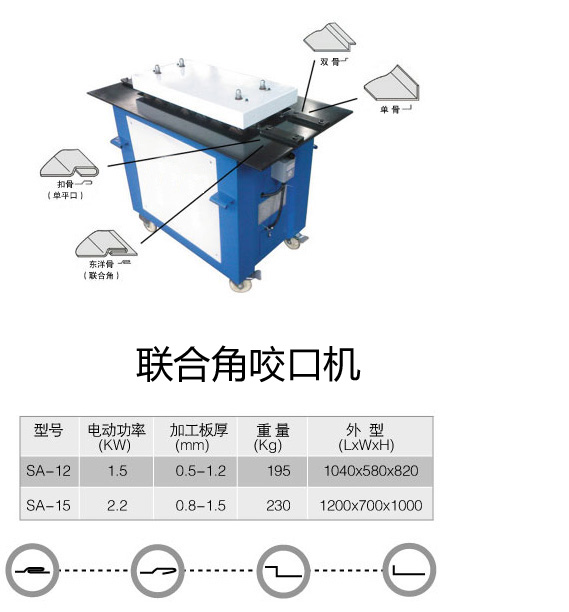 双骨
单骨
扣骨
(单平口)
东洋骨
(联合角)
联合角咬口机
型号 电动功率 加工板厚 重量 外型
(KW) (mm) (Kg) (LxWxH)
SA-12 1.5 0.5-1.2 195 1040x580x820
SA-15 2.2 0.8-1.5 230 1200x700x1000